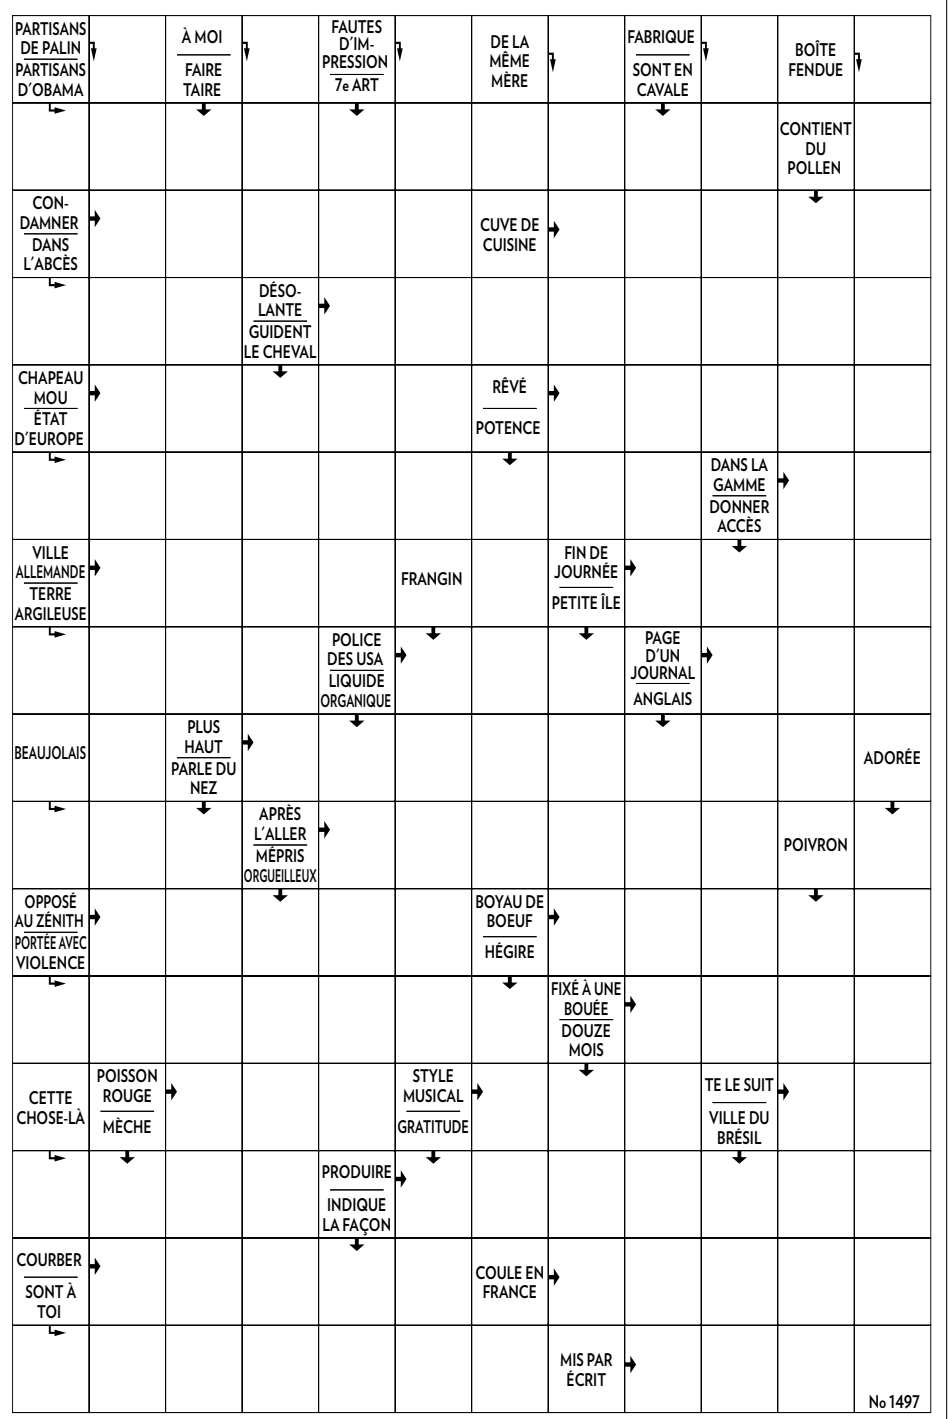 PARTISANS
DE PALIN
PARTISANS
D'OBAMA
À MOI
FAIRE
TAIRE
FAUTES
D'IM-
PRESSION
7e ART
DE LA
MÊME
MÈRE
FABRIQUE
SONT EN
CAVALE
BOÎTE
FENDUE
CONTIENT
DU
POLLEN
CON-
DAMNER
DANS
L'ABCÈS
CUVE DE
CUISINE
DÉSO-
LANTE
GUIDENT
LE CHEVAL
CHAPEAU
MOU
ÉTAT
D'EUROPE
RÊVÉ
POTENCE
DANS LA
GAMME
DONNER
ACCÈS
VILLE
ALLEMANDE
TERRE
ARGILEUSE
FRANGIN
FIN DE
JOURNÉE
PETITE ÎLE
POLICE
DES USA
LIQUIDE
ORGANIQUE
PAGE
D'UN
JOURNAL
ANGLAIS
BEAUJOLAIS
PLUS
HAUT
PARLE DU
NEZ
ADORÉE
APRÈS
L'ALLER
MÉPRIS
ORGUEILLEUX
POIVRON
OPPOSÉ
AU ZÉNITH
PORTÉE AVEC
VIOLENCE
BOYAU DE
BOEUF
HÉGIRE
FIXÉ À UNE
BOUÉE
DOUZE
MOIS
CETTE
CHOSE-LÀ
POISSON
ROUGE
MÈCHE
STYLE
MUSICAL
GRATITUDE
TE LE SUIT
VILLE DU
BRÉSIL
PRODUIRE
INDIQUE
LA FAÇON
COURBER
SONT À
TOI
COULE EN
FRANCE
MIS PAR
ÉCRIT
No 1497